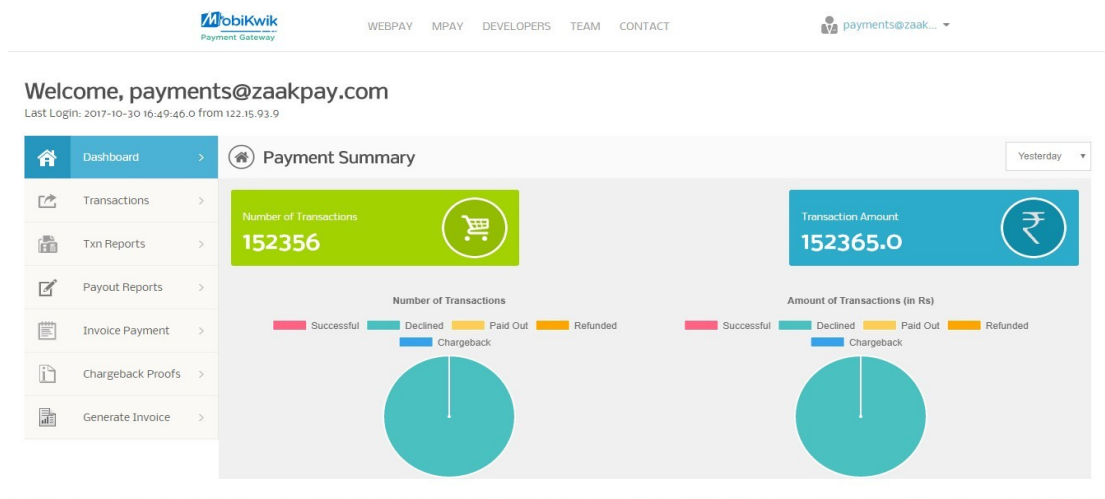 MobiKwik
Payment Gateway
WEBPAY MPAY DEVELOPERS TEAM CONTACT
payments@zaak...
Welcome, payments@zaakpay.com
Last Login: 2017-10-30 16:49:46.0 from 122.15.93.9
Dashboard
Transactions
Txn Reports
Payout Reports
Invoice Payment
Chargeback Proofs
Generate Invoice
Payment Summary
Yesterday
Number of Transactions
152356
Transaction Amount
152365.0
₹
Number of Transactions
Successful Declined Paid Out Refunded
Chargeback
Amount of Transactions (in Rs)
Successful Declined Paid Out Refunded
Chargeback